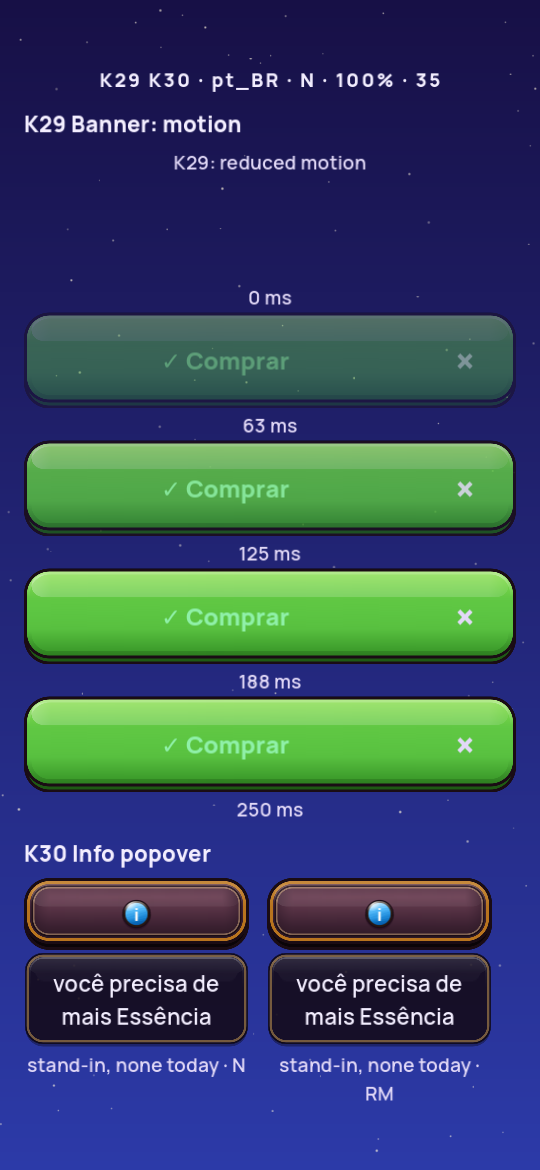 K29 K30 · pt_BR · N · 100% · 35
K29 Banner: motion
K29: reduced motion
0 ms
✓ Comprar ×
63 ms
✓ Comprar ×
125 ms
✓ Comprar ×
188 ms
✓ Comprar ×
250 ms
K30 Info popover
i i
você precisa de
mais Essência
você precisa de
mais Essência
stand-in, none today · N
stand-in, none today ·
RM